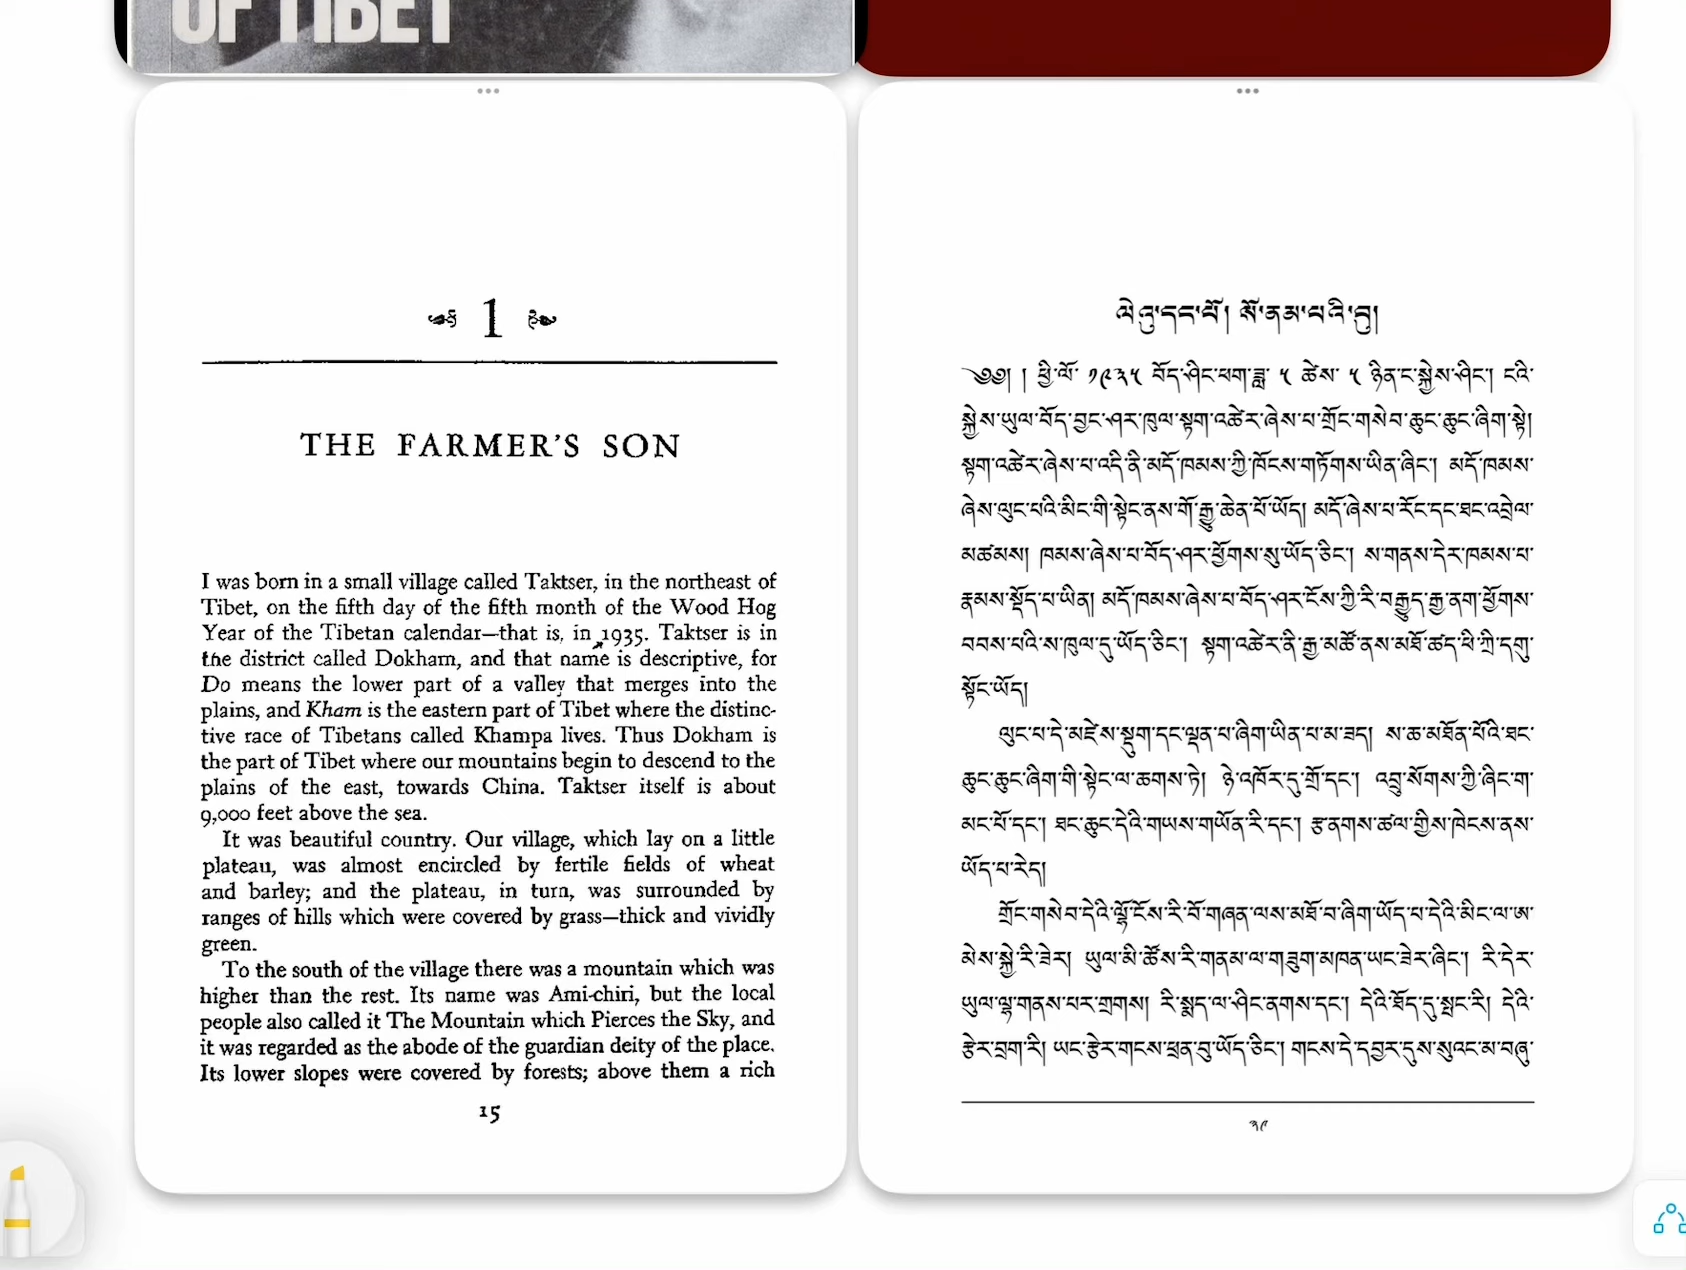 OF TIBET
1
THE FARMER'S SON
I was born in a small village called Taktser, in the northeast of
Tibet, on the fifth day of the fifth month of the Wood Hog
Year of the Tibetan calendar—that is, in 1935. Taktser is in
the district called Dokham, and that name is descriptive, for
Do means the lower part of a valley that merges into the
plains, and Kham is the eastern part of Tibet where the distinc-
tive race of Tibetans called Khampa lives. Thus Dokham is
the part of Tibet where our mountains begin to descend to the
plains of the east, towards China. Taktser itself is about
9,000 feet above the sea.
It was beautiful country. Our village, which lay on a little
plateau, was almost encircled by fertile fields of wheat
and barley; and the plateau, in turn, was surrounded by
ranges of hills which were covered by grass—thick and vividly
green.
To the south of the village there was a mountain which was
higher than the rest. Its name was Ami-chiri, but the local
people also called it The Mountain which Pierces the Sky, and
it was regarded as the abode of the guardian deity of the place.
Its lower slopes were covered by forests; above them a rich
15
ལེའུ་དང་པོ། སོ་ནམ་པའི་བུ།
༄༅། །ཕྱི་ལོ་ ༡༩༣༥ བོད་ཤིང་ཕག་ཟླ་ ༥ ཚེས་ ༥ ཉིན་ང་སྐྱེས་ཤིང་། ངའི་
སྐྱེས་ཡུལ་བོད་བྱང་ཤར་ཁུལ་སྟག་འཚེར་ཞེས་པ་གྲོང་གསེབ་ཆུང་ཆུང་ཞིག་སྟེ།
སྟག་འཚེར་ཞེས་པ་འདི་ནི་མདོ་ཁམས་ཀྱི་ཁོངས་གཏོགས་ཡིན་ཞིང་། མདོ་ཁམས་
ཞེས་ལུང་པའི་མིང་གི་སྟེང་ནས་གོ་རྒྱུ་ཆེན་པོ་ཡོད། མདོ་ཞེས་པ་རོང་དང་ཐང་འབྲེལ་
མཚམས། ཁམས་ཞེས་པ་བོད་ཤར་ཕྱོགས་སུ་ཡོད་ཅིང་། ས་གནས་དེར་ཁམས་པ་
རྣམས་སྡོད་པ་ཡིན། མདོ་ཁམས་ཞེས་པ་བོད་ཤར་ངོས་ཀྱི་རི་བརྒྱུད་རྒྱ་ནག་ཕྱོགས་
བབས་པའི་ས་ཁུལ་དུ་ཡོད་ཅིང་། སྟག་འཚེར་ནི་རྒྱ་མཚོ་ནས་མཐོ་ཚད་ཕི་ཀྲི་དགུ་
སྟོང་ཡོད།
ལུང་པ་དེ་མཛེས་སྡུག་དང་ལྡན་པ་ཞིག་ཡིན་པ་མ་ཟད། ས་ཆ་མཐོན་པོའི་ཐང་
ཆུང་ཆུང་ཞིག་གི་སྟེང་ལ་ཆགས་ཏེ། ཉེ་འཁོར་དུ་གྲོ་དང་། འབྲུ་སོགས་ཀྱི་ཞིང་ག་
མང་པོ་དང་། ཐང་ཆུང་དེའི་གཡས་གཡོན་རི་དང་། རྩྭ་ནགས་ཚལ་གྱིས་ཁེངས་ནས་
ཡོད་པ་རེད།
གྲོང་གསེབ་དེའི་ལྷོ་ངོས་རི་བོ་གཞན་ལས་མཐོ་བ་ཞིག་ཡོད་པ་དེའི་མིང་ལ་ཨ་
མེས་སྐྱེ་རི་ཟེར། ཡུལ་མི་ཚོས་རི་གནམ་ལ་གཟུག་མཁན་ཡང་ཟེར་ཞིང་། རི་དེར་
ཡུལ་ལྷ་གནས་པར་གྲགས། རི་སྨད་ལ་ཤིང་ནགས་དང་། དེའི་ཐོད་དུ་སྤང་རི། དེའི་
རྩེར་བྲག་རི། ཡང་རྩེར་གངས་ཕྲན་བུ་ཡོད་ཅིང་། གངས་དེ་དབྱར་དུས་སུའང་མ་བཞུ་
༣༩